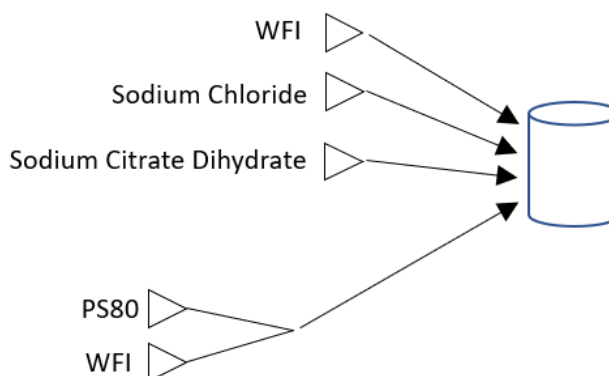 WFI
Sodium Chloride
Sodium Citrate Dihydrate
PS80
WFI